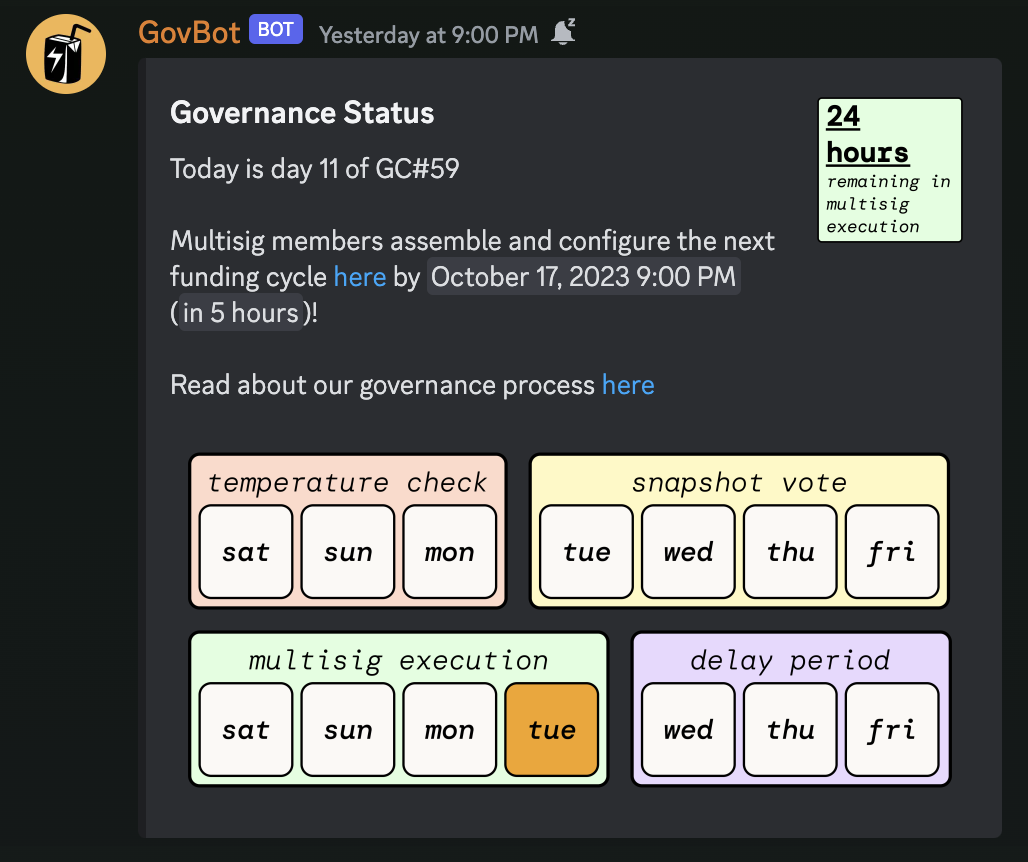 GovBot BOT Yesterday at 9:00 PM
Governance Status
Today is day 11 of GC#59
Multisig members assemble and configure the next
funding cycle here by October 17, 2023 9:00 PM
(in 5 hours)!
Read about our governance process here
24
hours
remaining in
multisig
execution
temperature check
sat sun mon
snapshot vote
tue wed thu fri
multisig execution
sat sun mon tue
delay period
wed thu fri